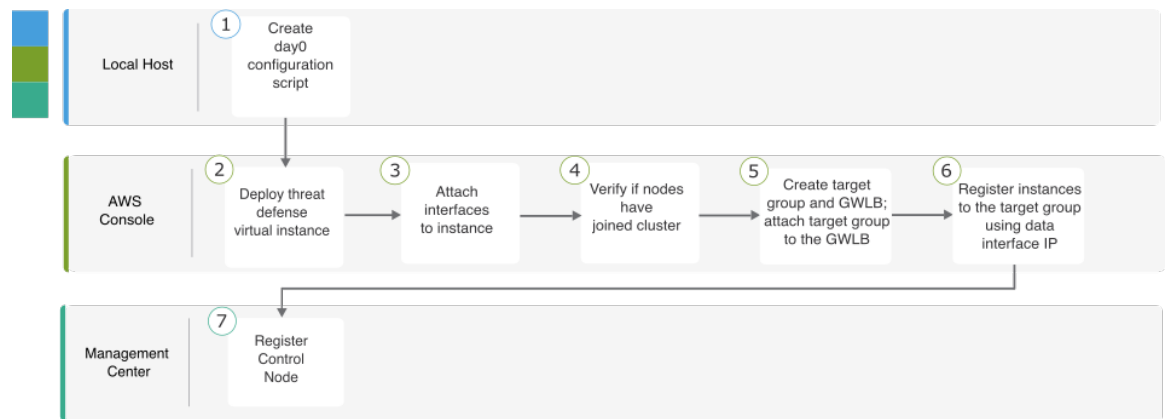 Local Host
1
Create
day0
configuration
script
AWS
Console
2
Deploy threat
defense
virtual instance
3
Attach
interfaces
to instance
4
Verify if nodes
have
joined cluster
5
Create target
group and GWLB;
attach target group
to the GWLB
6
Register instances
to the target group
using data
interface IP
Management
Center
7
Register
Control
Node